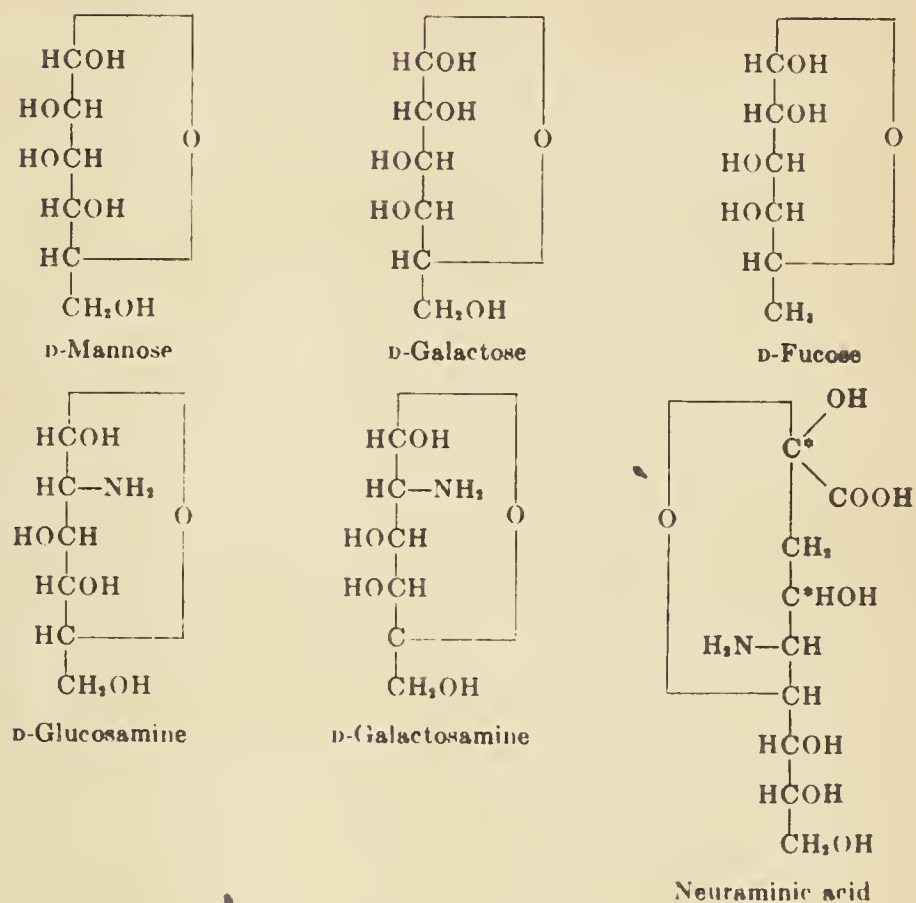 HCOH HCOH HCOH
HOCH HCOH HCOH
O O O
HOCH HOCH HOCH
HCOH HOCH HOCH
HC HC HC
CH₂OH CH₂OH CH₃
D-Mannose D-Galactose D-Fucose
OH
HCOH HCOH C*
HC—NH₂ HC—NH₂ COOH
O O O
HOCH HOCH CH₂
HCOH HOCH C*HOH
HC C H₂N—CH
CH₂OH CH₂OH CH
D-Glucosamine D-Galactosamine
HCOH
HCOH
CH₂OH
Neuraminic acid